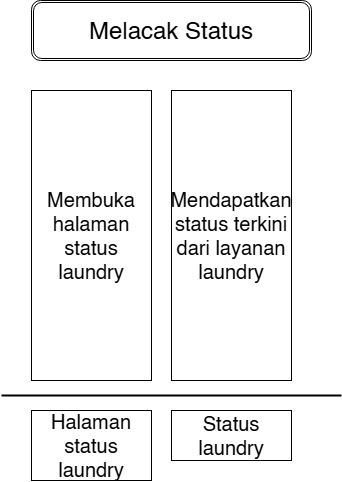 Melacak Status
Membuka
halaman
status
laundry
Mendapatkan
status terkini
dari layanan
laundry
Halaman
status
laundry
Status
laundry